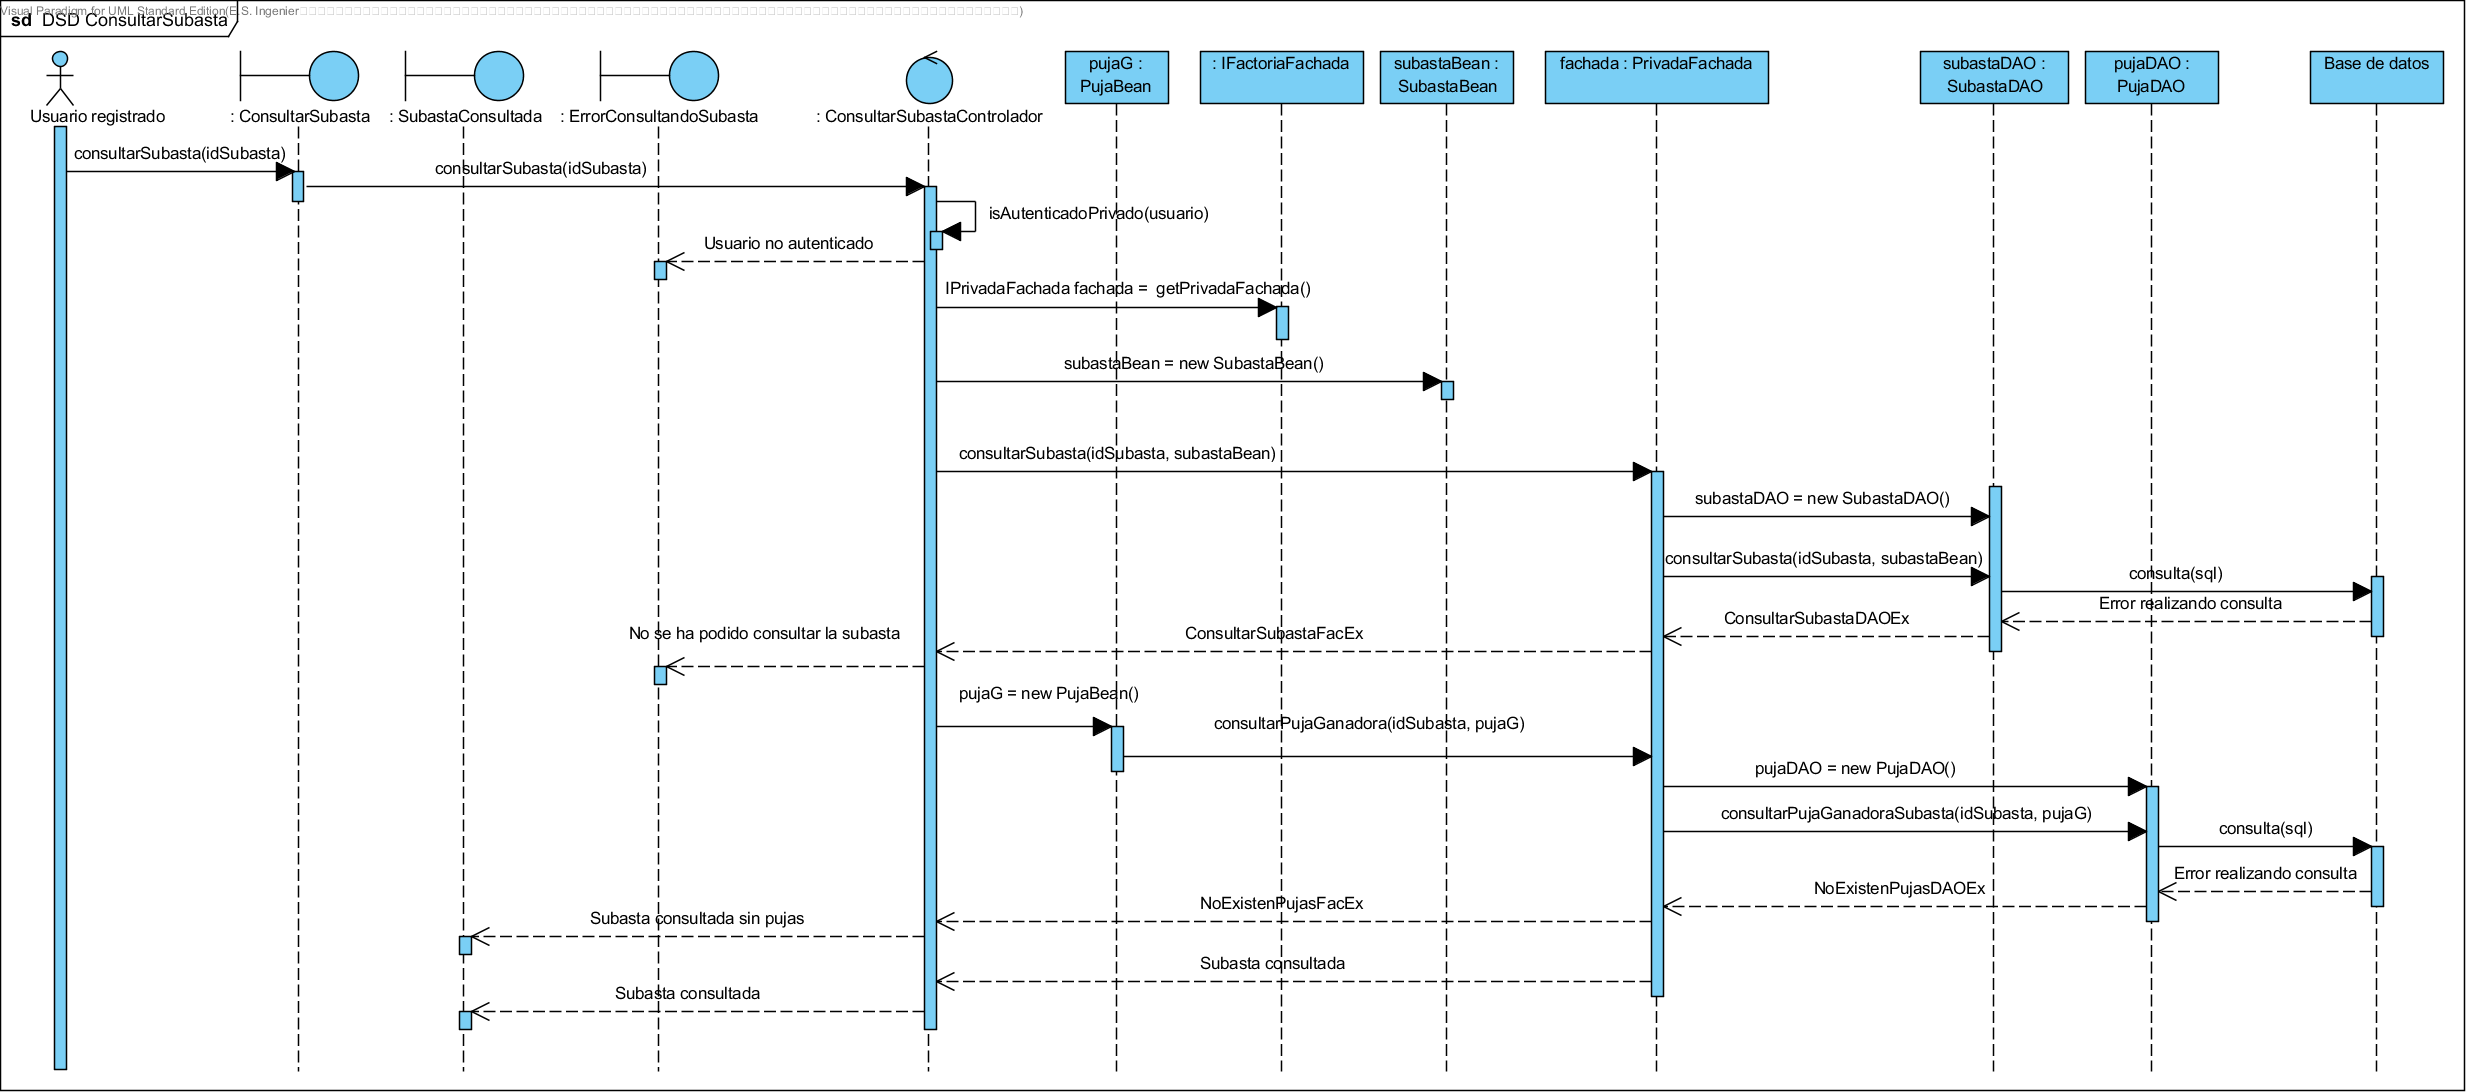 Visual Paradigm for UML Standard Edition(E.S. Ingenier
sd DSD ConsultarSubasta
Usuario registrado
: ConsultarSubasta
: SubastaConsultada
: ErrorConsultandoSubasta
: ConsultarSubastaControlador
pujaG :
PujaBean
: IFactoriaFachada
subastaBean :
SubastaBean
fachada : PrivadaFachada
subastaDAO :
SubastaDAO
pujaDAO :
PujaDAO
Base de datos
consultarSubasta(idSubasta)
consultarSubasta(idSubasta)
isAutenticadoPrivado(usuario)
Usuario no autenticado
IPrivadaFachada fachada = getPrivadaFachada()
subastaBean = new SubastaBean()
consultarSubasta(idSubasta, subastaBean)
subastaDAO = new SubastaDAO()
consultarSubasta(idSubasta, subastaBean)
consulta(sql)
Error realizando consulta
ConsultarSubastaDAOEx
ConsultarSubastaFacEx
No se ha podido consultar la subasta
pujaG = new PujaBean()
consultarPujaGanadora(idSubasta, pujaG)
pujaDAO = new PujaDAO()
consultarPujaGanadoraSubasta(idSubasta, pujaG)
consulta(sql)
Error realizando consulta
NoExistenPujasDAOEx
NoExistenPujasFacEx
Subasta consultada sin pujas
Subasta consultada
Subasta consultada